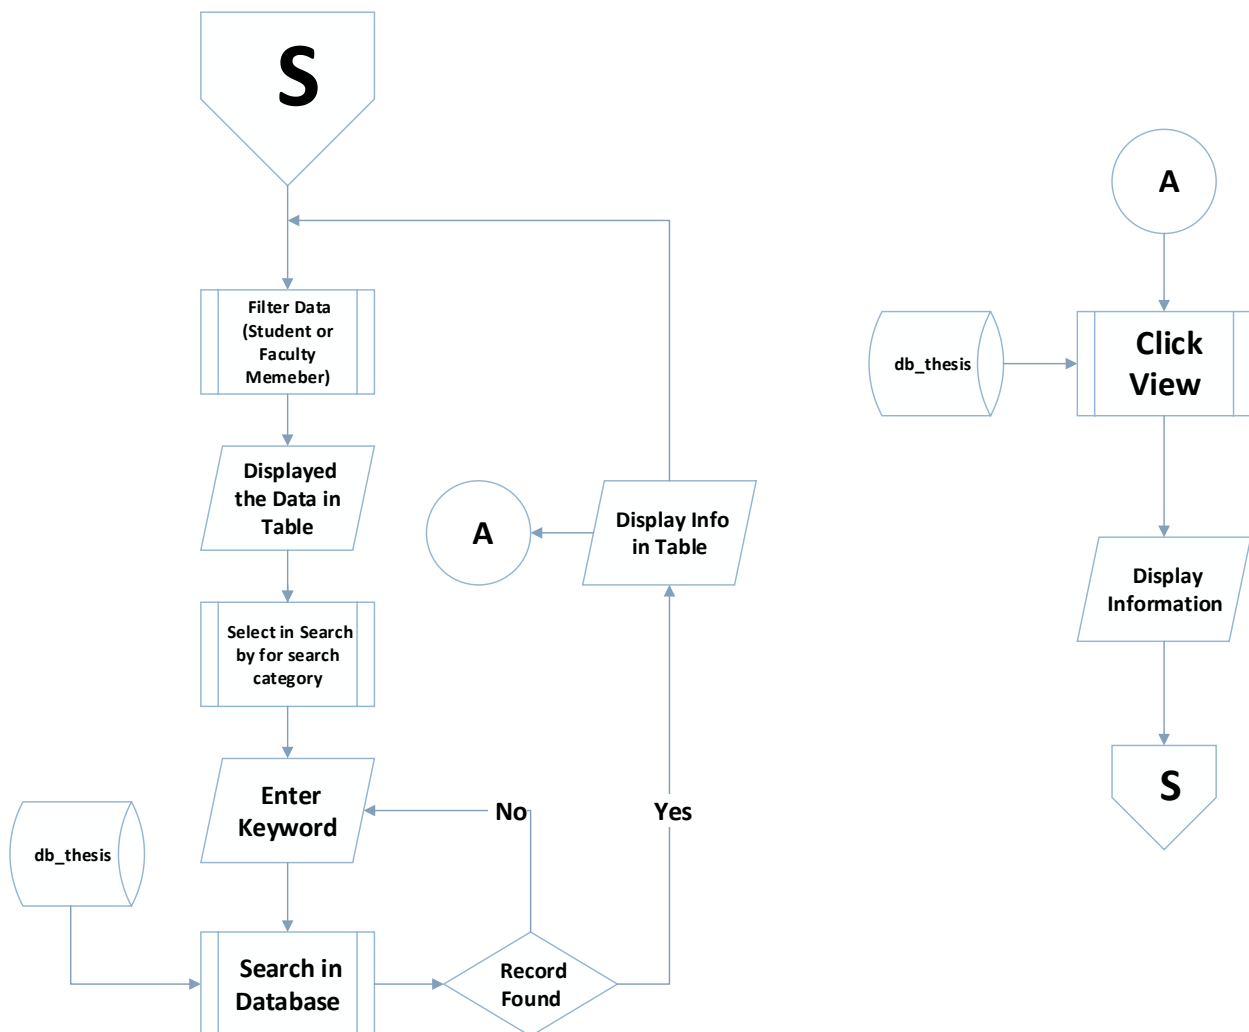 S
Filter Data
(Student or
Faculty
Memeber)
Displayed
the Data in
Table
Select in Search
by for search
category
Enter
Keyword
db_thesis
Search in
Database
Record
Found
No
Yes
Display Info
in Table
A
A
db_thesis
Click
View
Display
Information
S